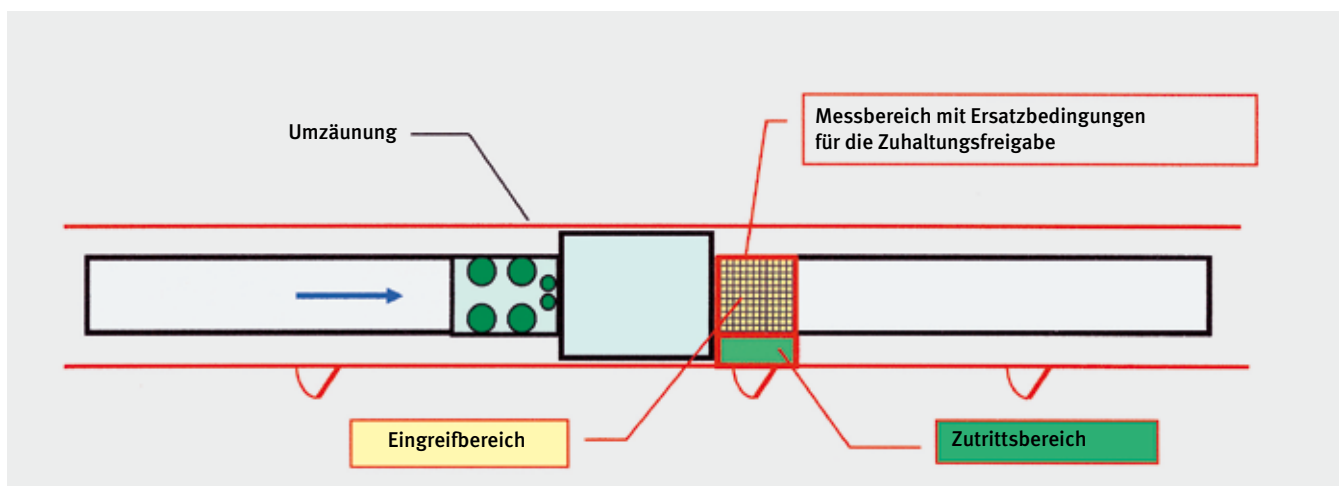 Messbereich mit Ersatzbedingungen
für die Zuhaltungsfreigabe
Umzäunung
Eingreifbereich
Zutrittsbereich